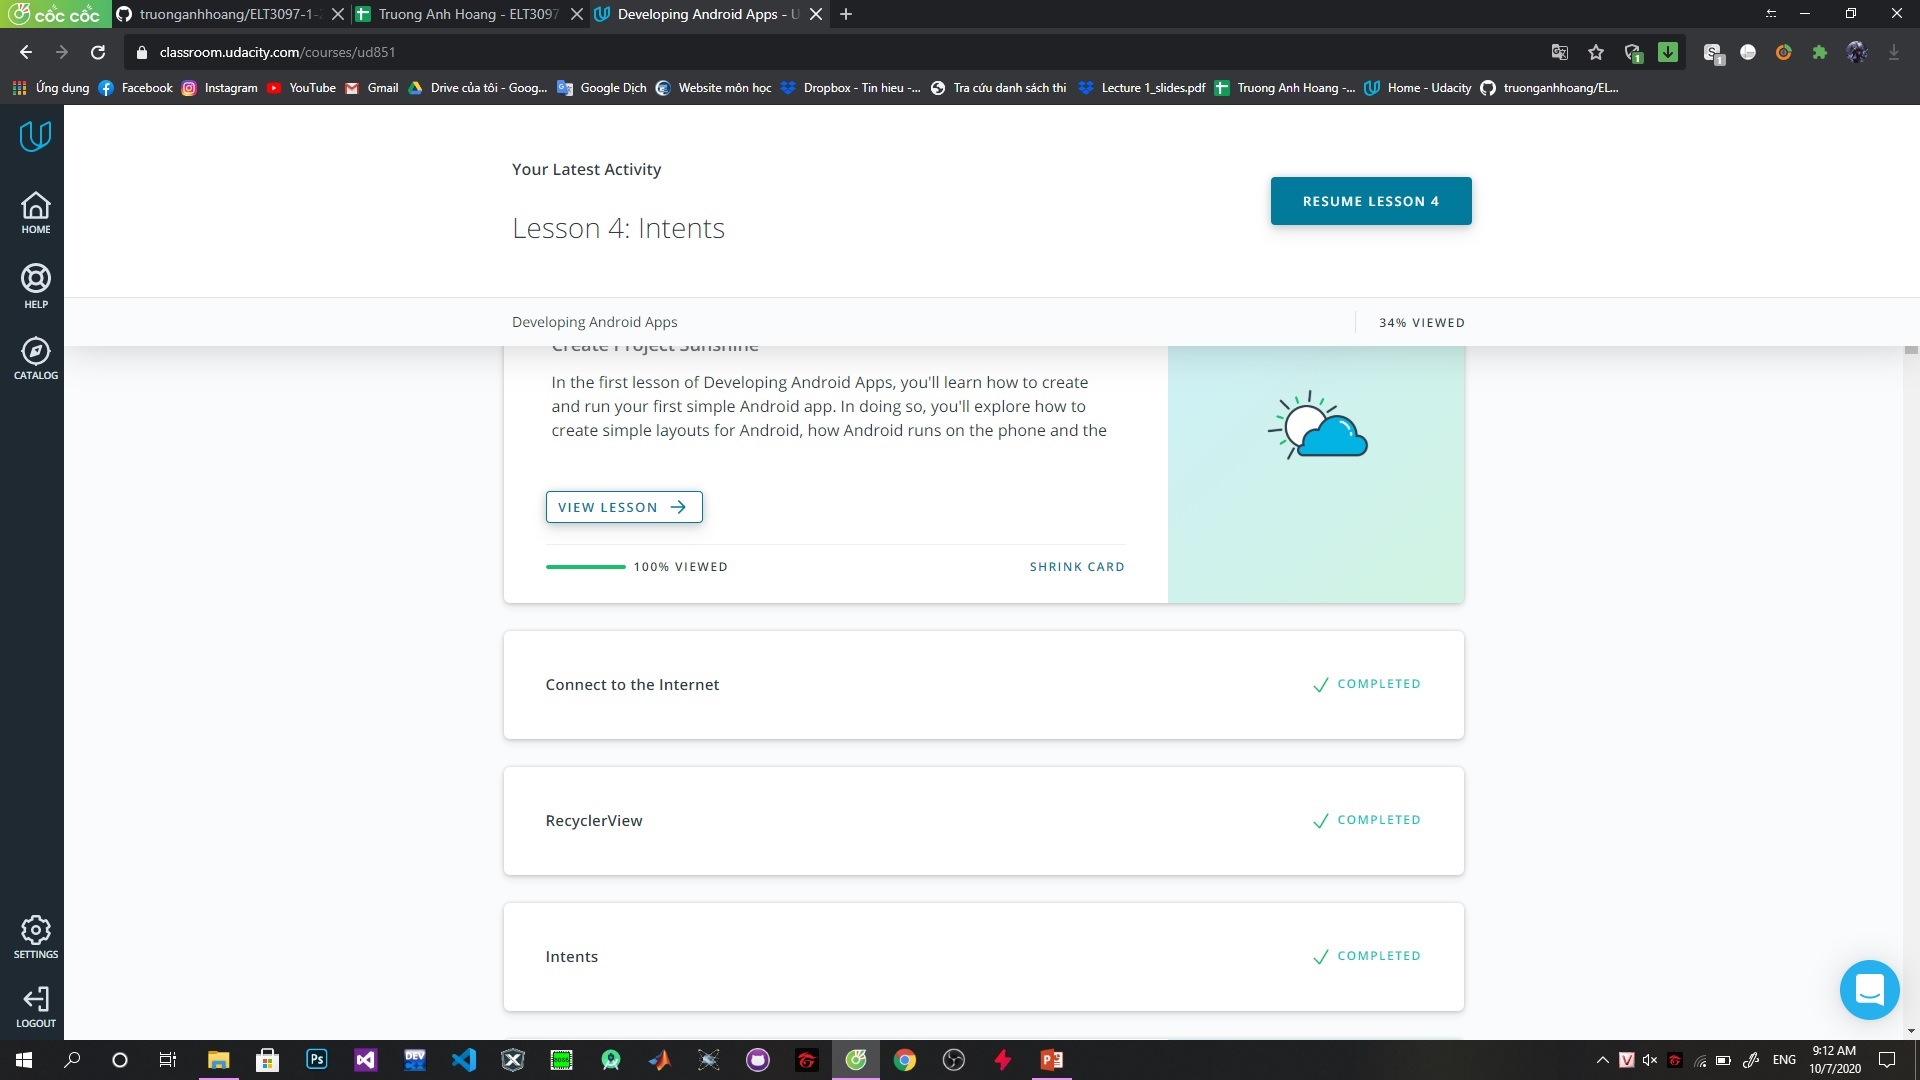 cốc cốc
truonganhhoang/ELT3097-1-
Truong Anh Hoang - ELT3097
Developing Android Apps - U
classroom.udacity.com/courses/ud851
Ứng dụng
Facebook
Instagram
YouTube
Gmail
Drive của tôi - Goog...
Google Dịch
Website môn học
Dropbox - Tin hieu -...
Tra cứu danh sách thi
Lecture 1_slides.pdf
Truong Anh Hoang -...
Home - Udacity
truonganhhoang/EL...
HOME
HELP
CATALOG
SETTINGS
LOGOUT
Your Latest Activity
Lesson 4: Intents
RESUME LESSON 4
Developing Android Apps
34% VIEWED
Create Project Sunshine
In the first lesson of Developing Android Apps, you'll learn how to create
and run your first simple Android app. In doing so, you'll explore how to
create simple layouts for Android, how Android runs on the phone and the
VIEW LESSON
100% VIEWED
SHRINK CARD
Connect to the Internet
COMPLETED
RecyclerView
COMPLETED
Intents
COMPLETED
Ps
DEV
ENG
9:12 AM
10/7/2020